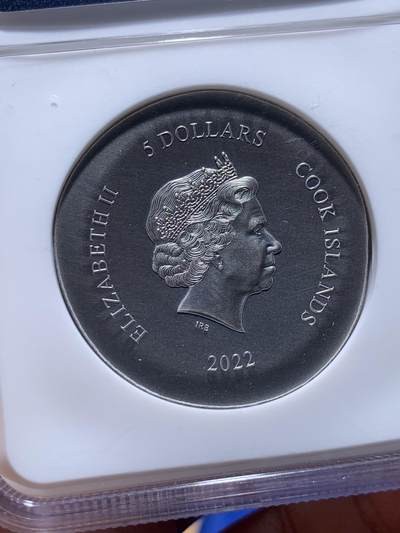 ELIZABETH II
5 DOLLARS
COOK ISLANDS
IRB
2022